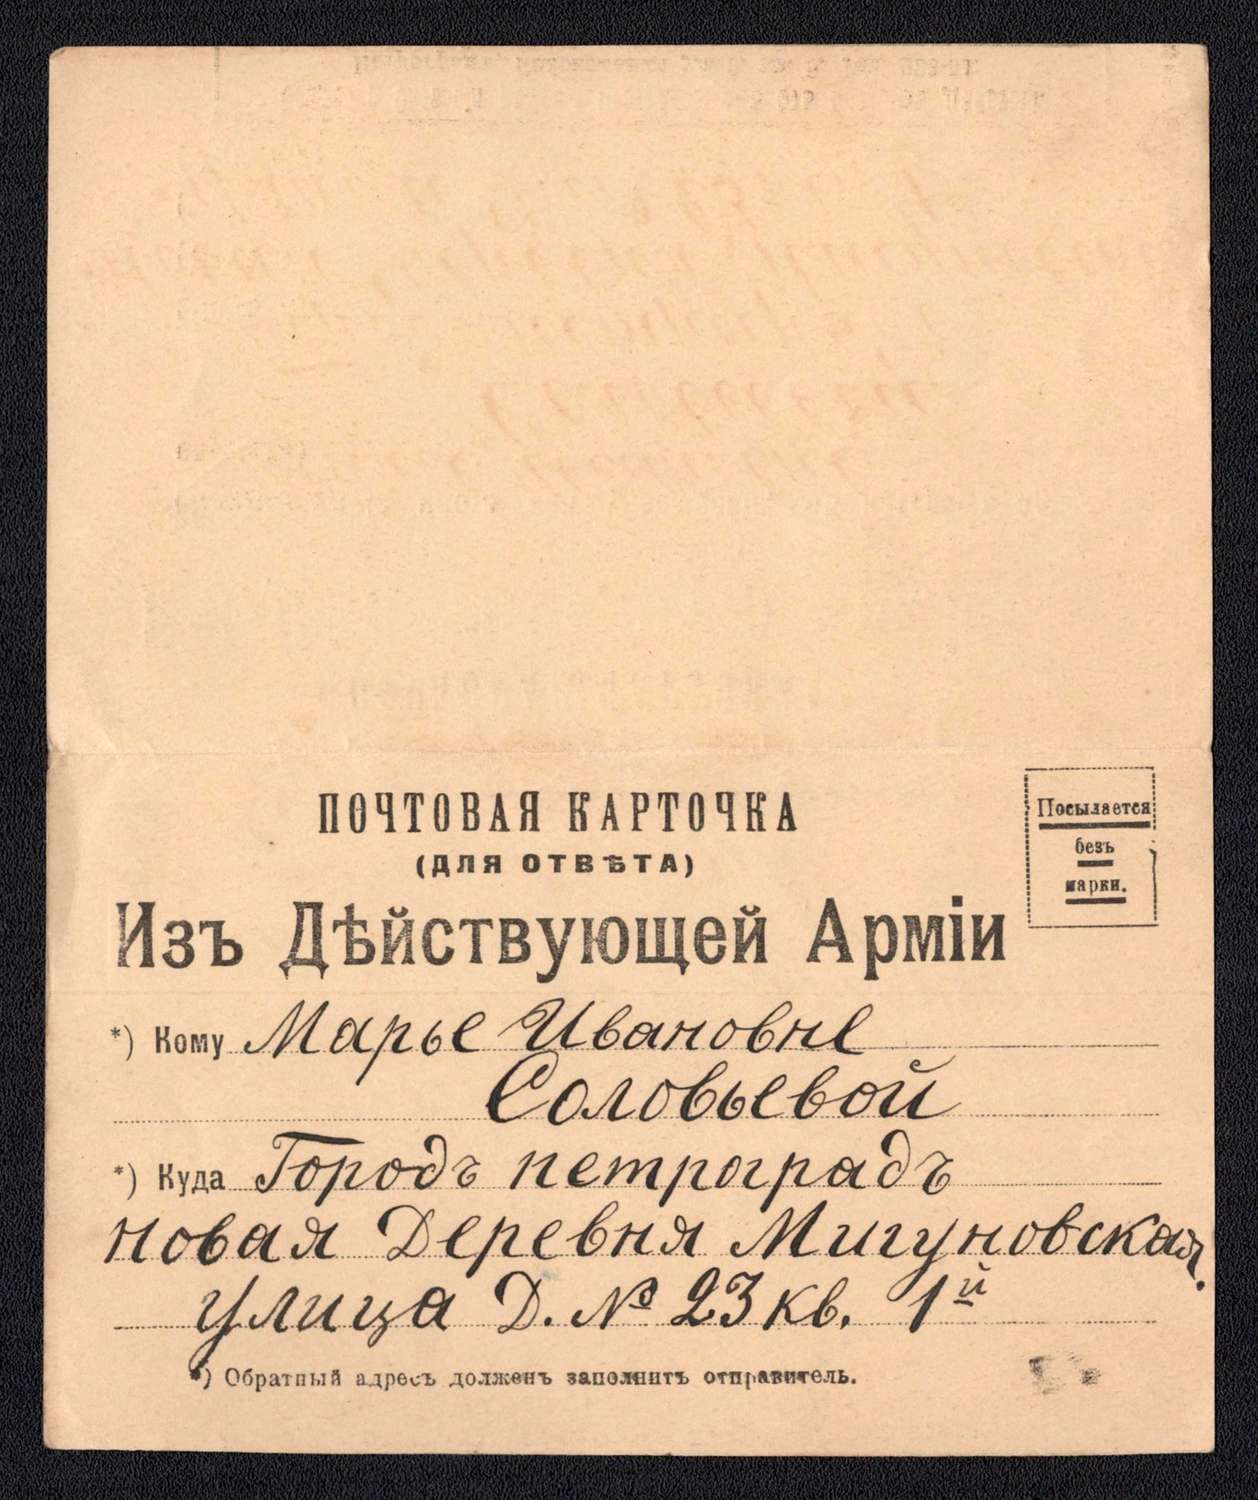 ПОЧТОВАЯ КАРТОЧКА
(ДЛЯ ОТВѢТА)
Посылается
безъ
марки.
Изъ Дѣйствующей Арміи
*) Кому Марье Ивановне
Соловьевой
*) Куда Городъ петроградъ
новая Деревня Мигуновская
улица Д. № 23 кв. 1й
*) Обратный адресъ долженъ заполнить отправитель.